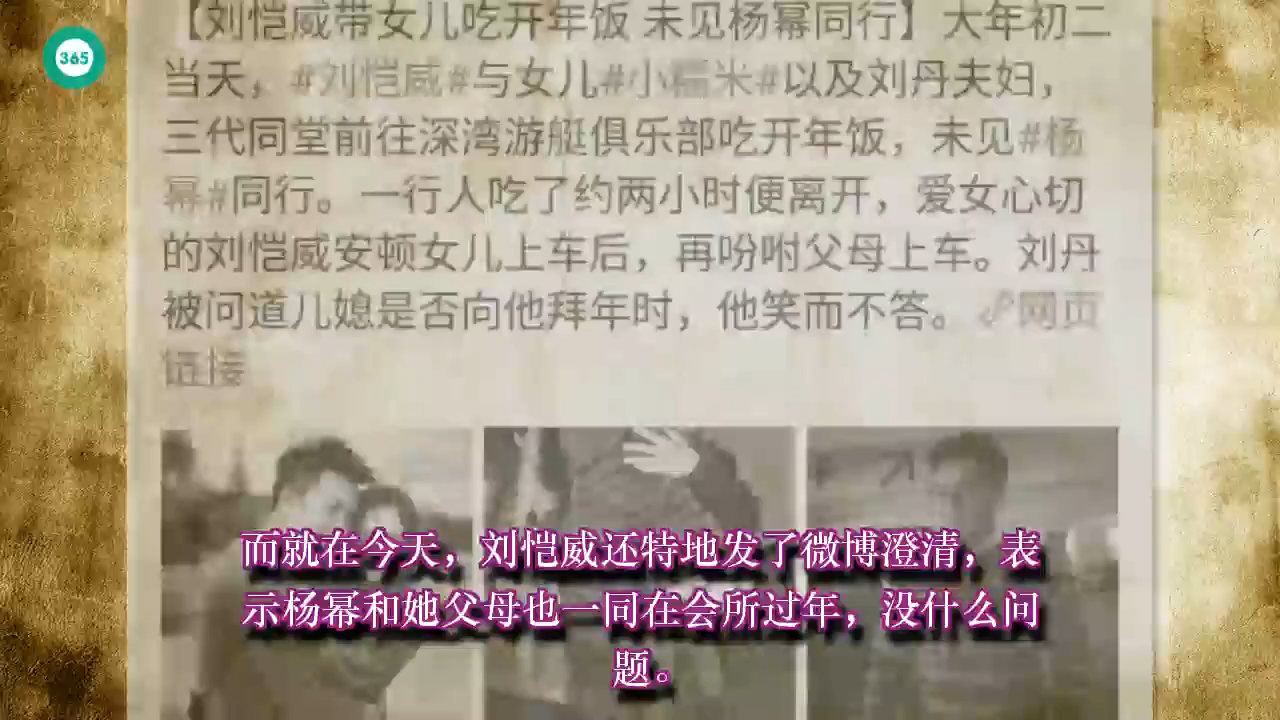 【刘恺威带女儿吃开年饭 未见杨幂同行】大年初二
365
当天，#刘恺威#与女儿#小糯米#以及刘丹夫妇，
三代同堂前往深湾游艇俱乐部吃开年饭，未见#杨
幂#同行。一行人吃了约两小时便离开，爱女心切
的刘恺威安顿女儿上车后，再吩咐父母上车。刘丹
被问道儿媳是否向他拜年时，他笑而不答。网页
链接
而就在今天，刘恺威还特地发了微博澄清，表
示杨幂和她父母也一同在会所过年，没什么问
题。